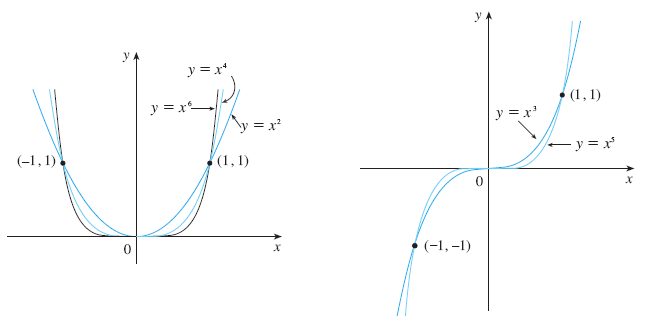 y
y = x⁴
y = x⁶
y = x²
(–1, 1)
(1, 1)
0
x
y
(1, 1)
y = x³
y = x⁵
0
x
(–1, –1)